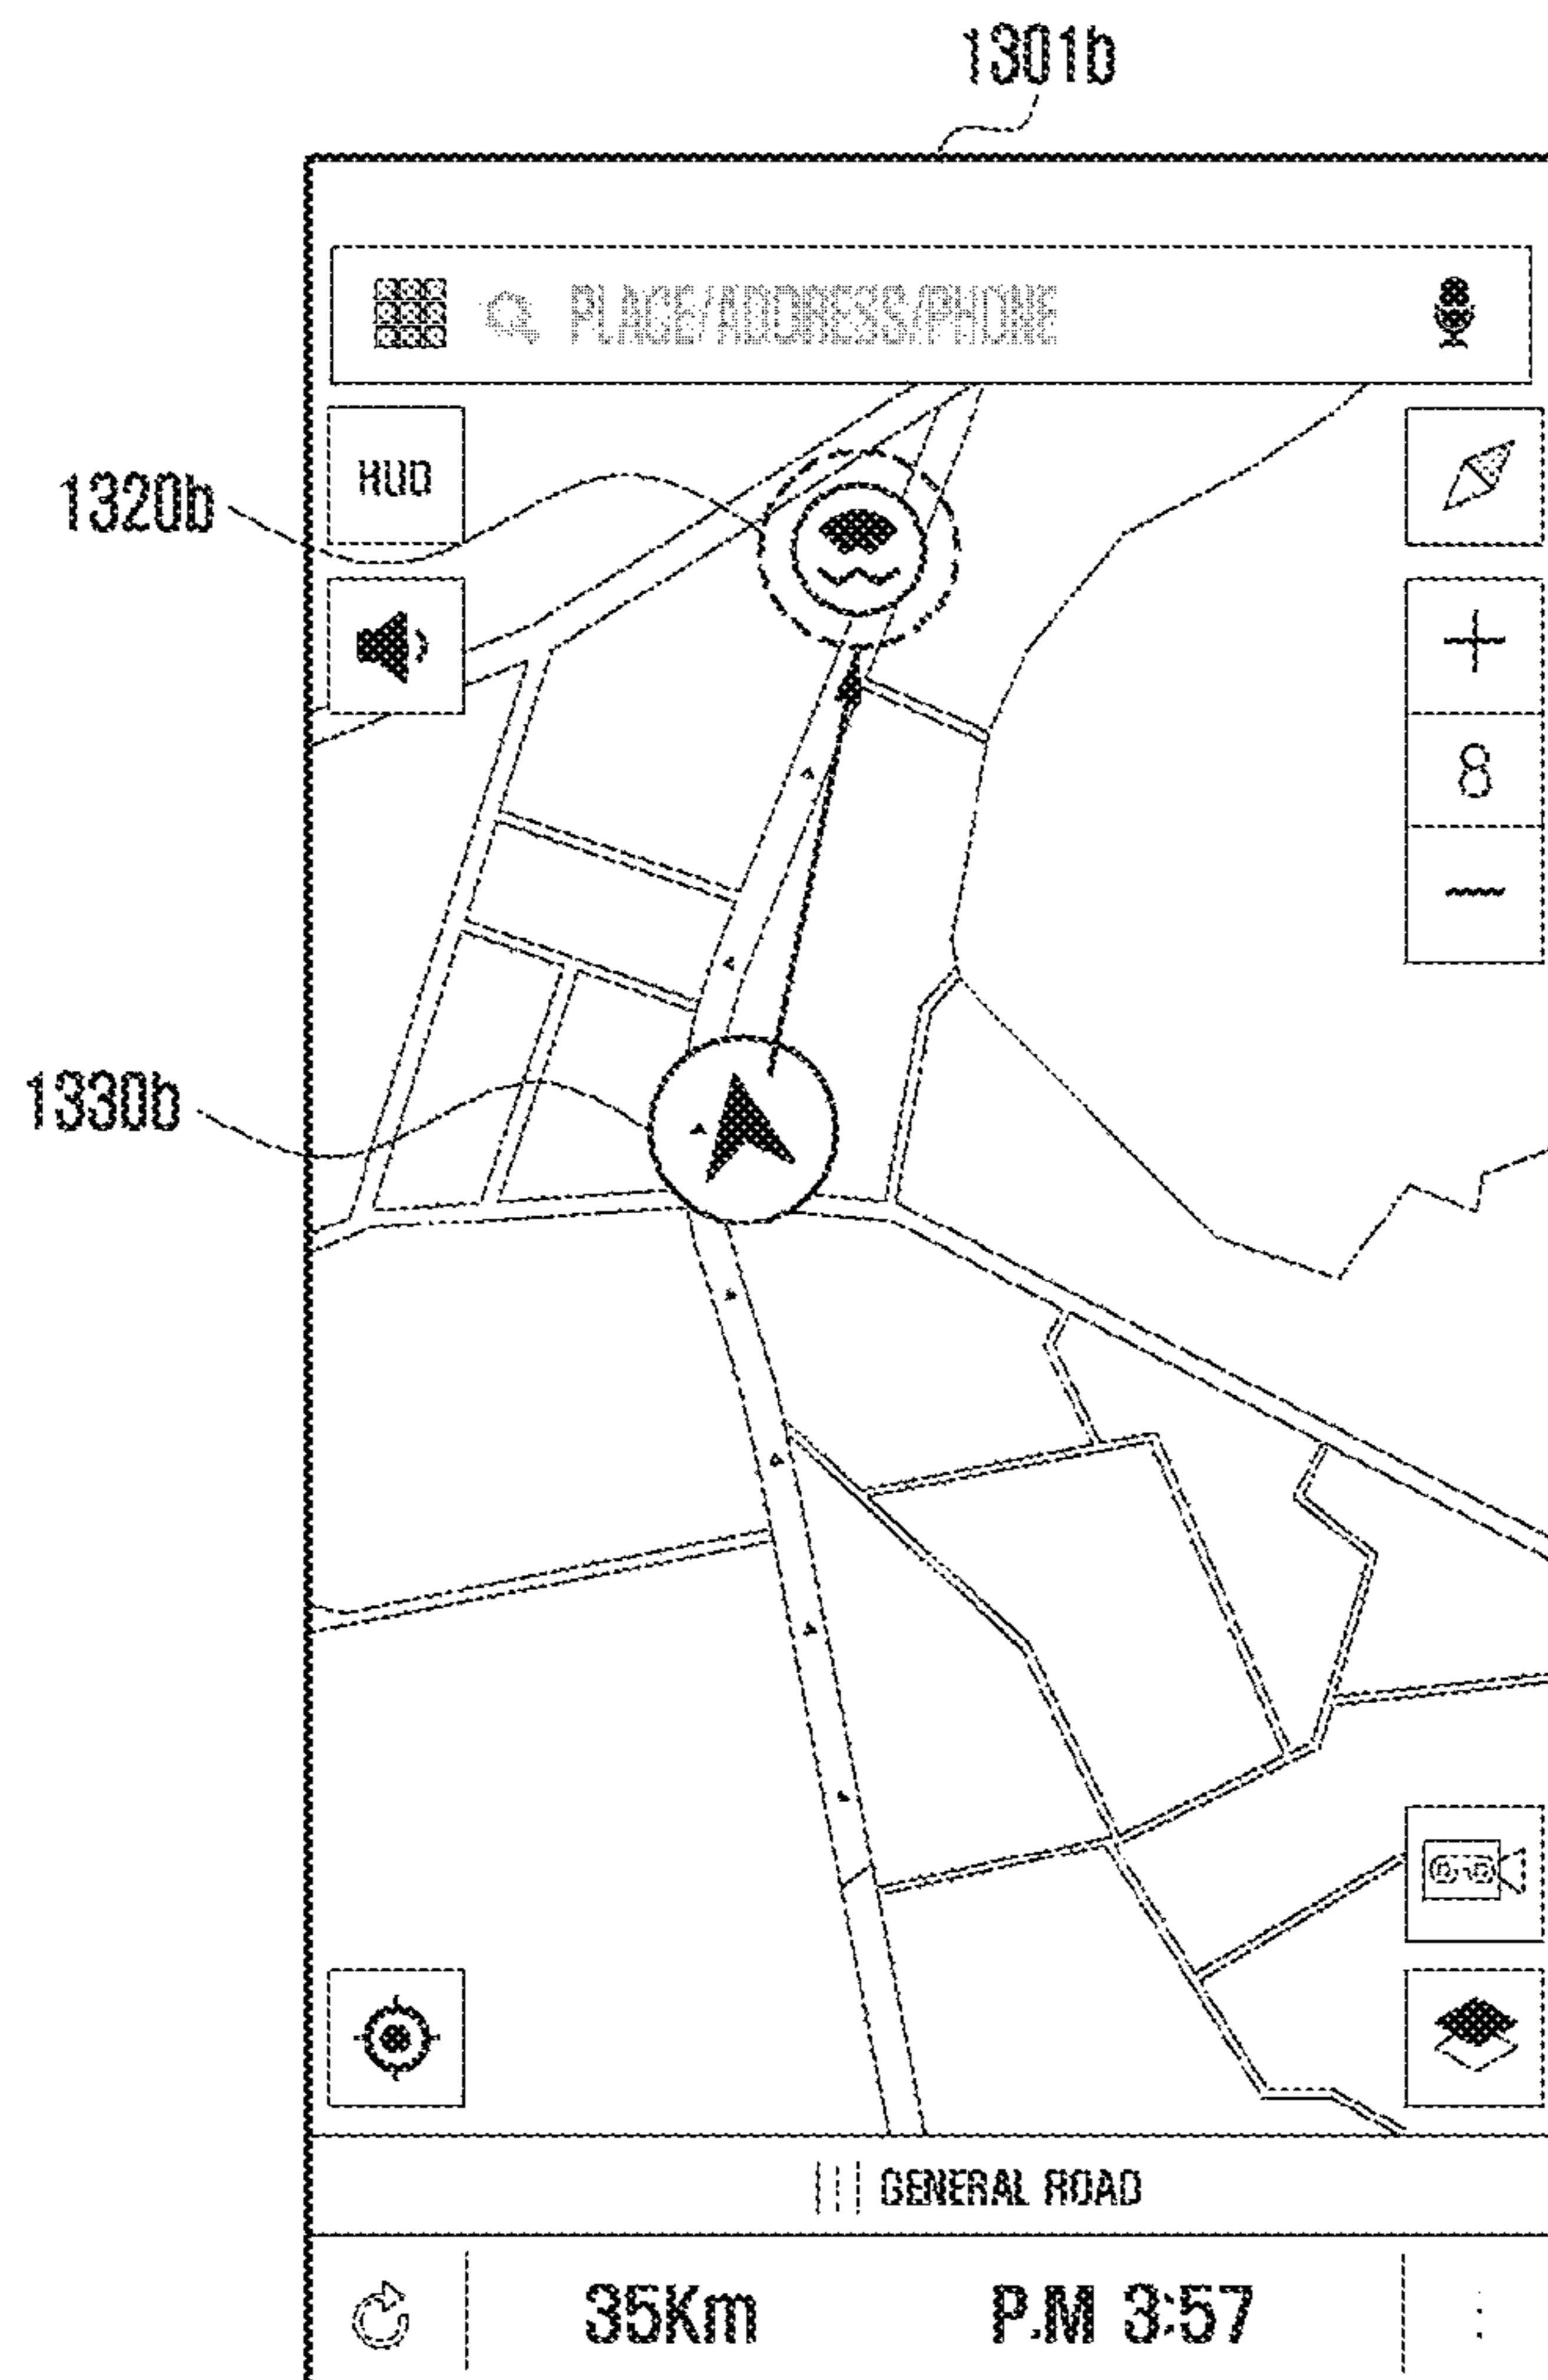 1301b
PLACE/ADDRESS/PHONE
HUD
1320b
8
1330b
GENERAL ROAD
35Km P.M 3:57